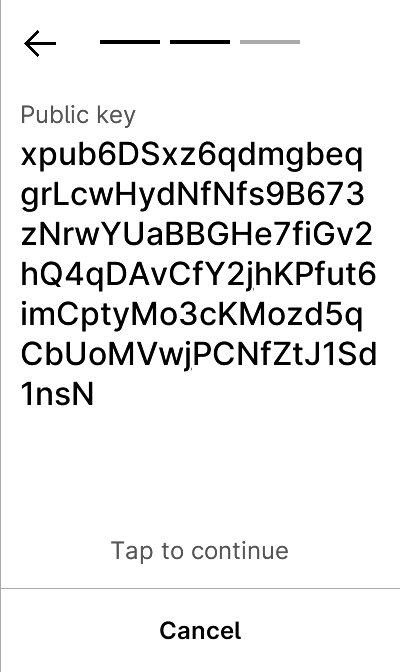 Public key
xpub6DSxz6qdmgbeq
grLcwHydNfNfs9B673
zNrwYUaBBGHe7fiGv2
hQ4qDAvCfY2jhKPfut6
imCptyMo3cKMozd5q
CbUoMVwjPCNfZtJ1Sd
1nsN
Tap to continue
Cancel